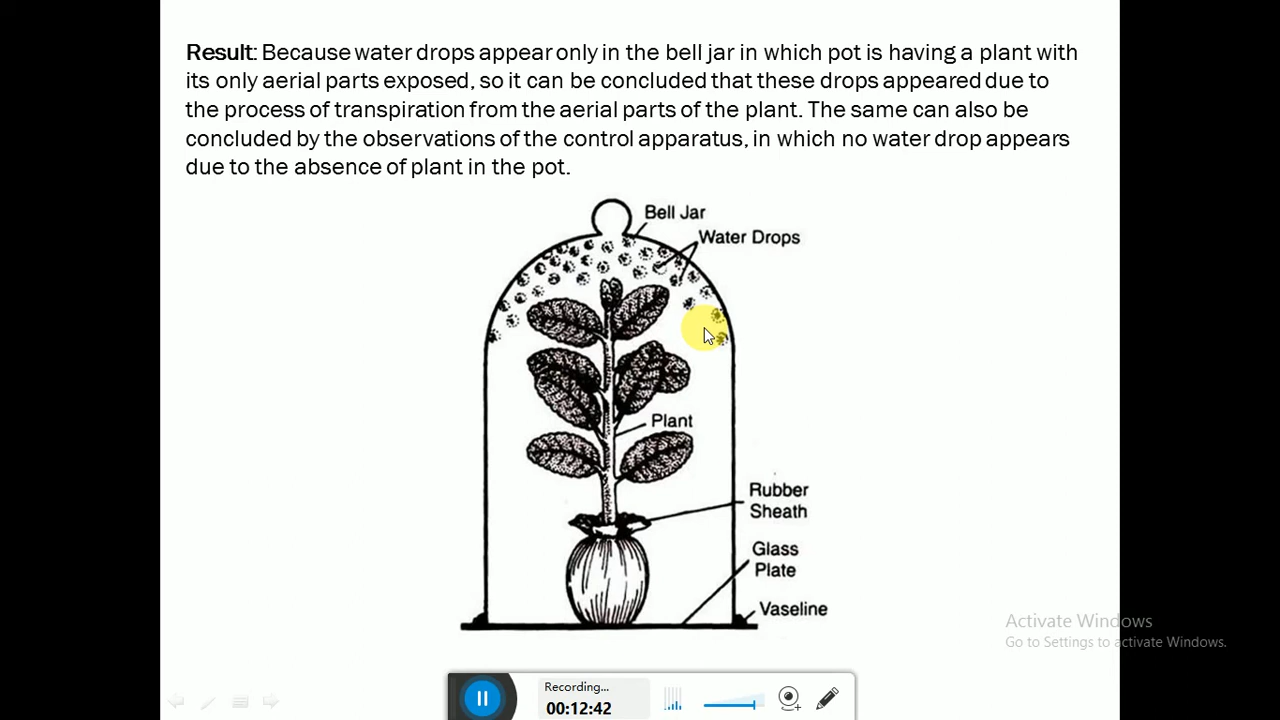 Result: Because water drops appear only in the bell jar in which pot is having a plant with
its only aerial parts exposed, so it can be concluded that these drops appeared due to
the process of transpiration from the aerial parts of the plant. The same can also be
concluded by the observations of the control apparatus, in which no water drop appears
due to the absence of plant in the pot.
Bell Jar
Water Drops
Plant
Rubber
Sheath
Glass
Plate
Vaseline
Activate Windows
Go to Settings to activate Windows.
Recording...
00:12:42